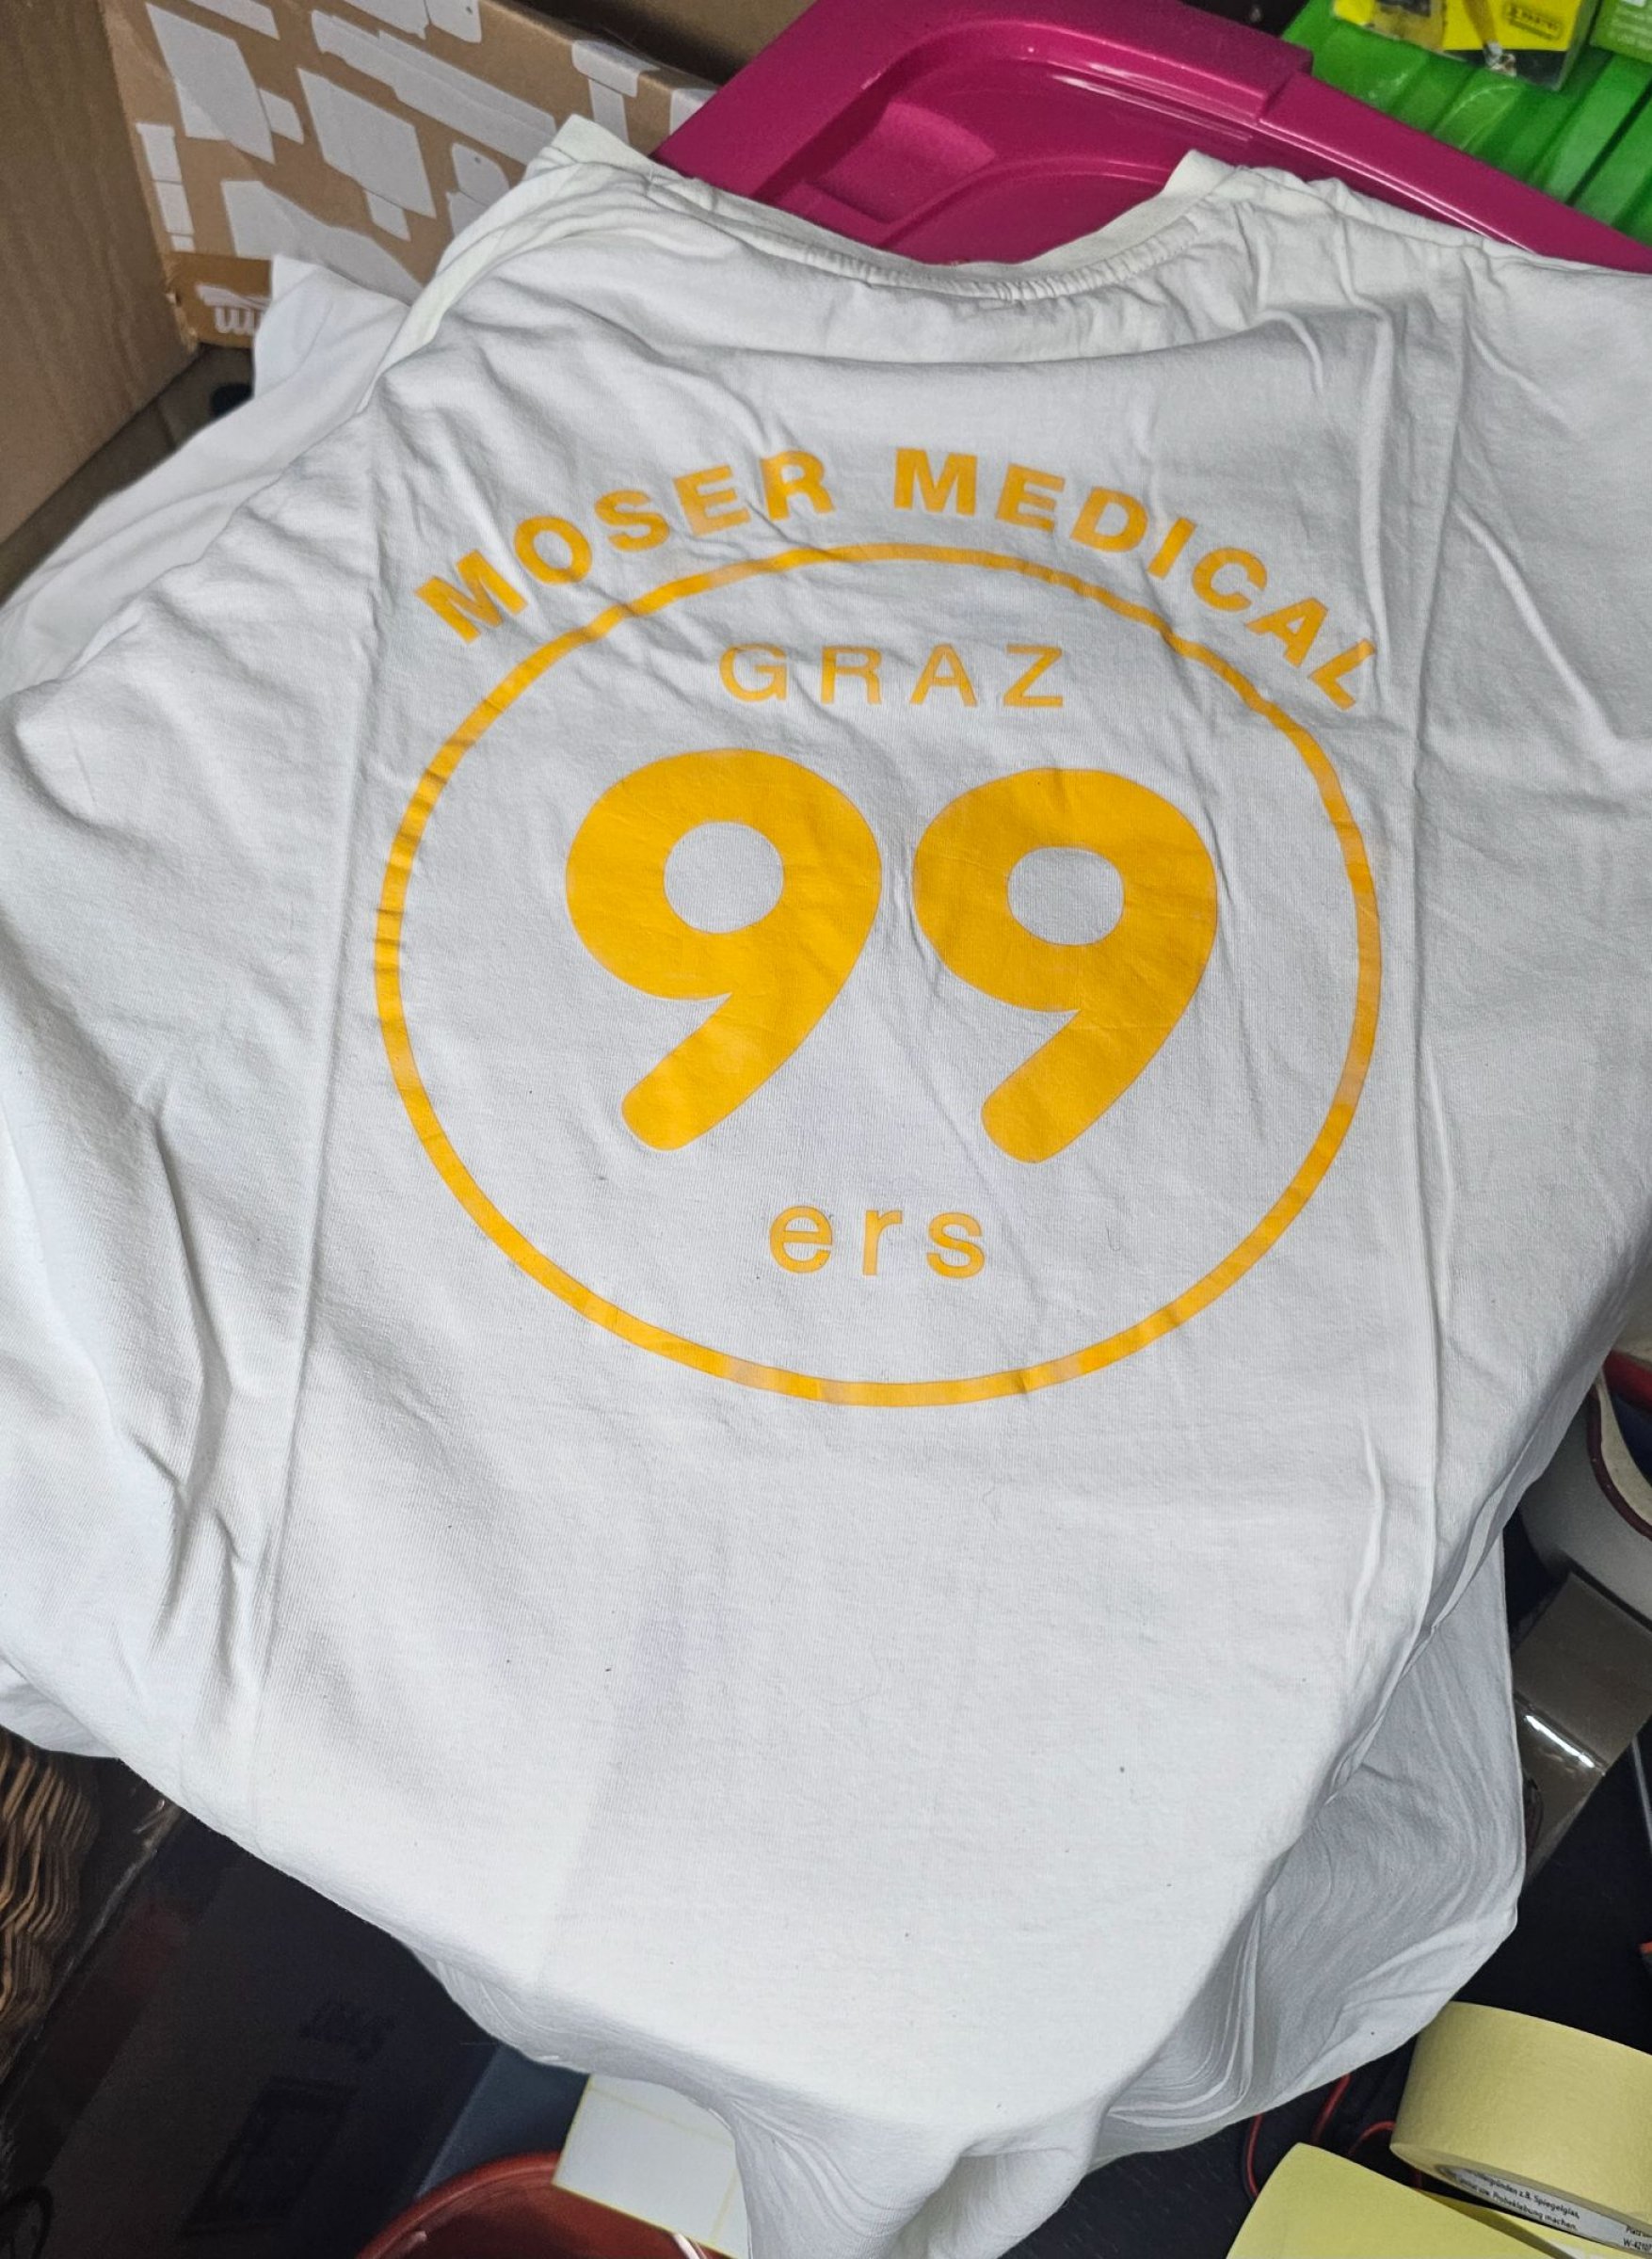 MOSER MEDICAL
GRAZ
99
ers